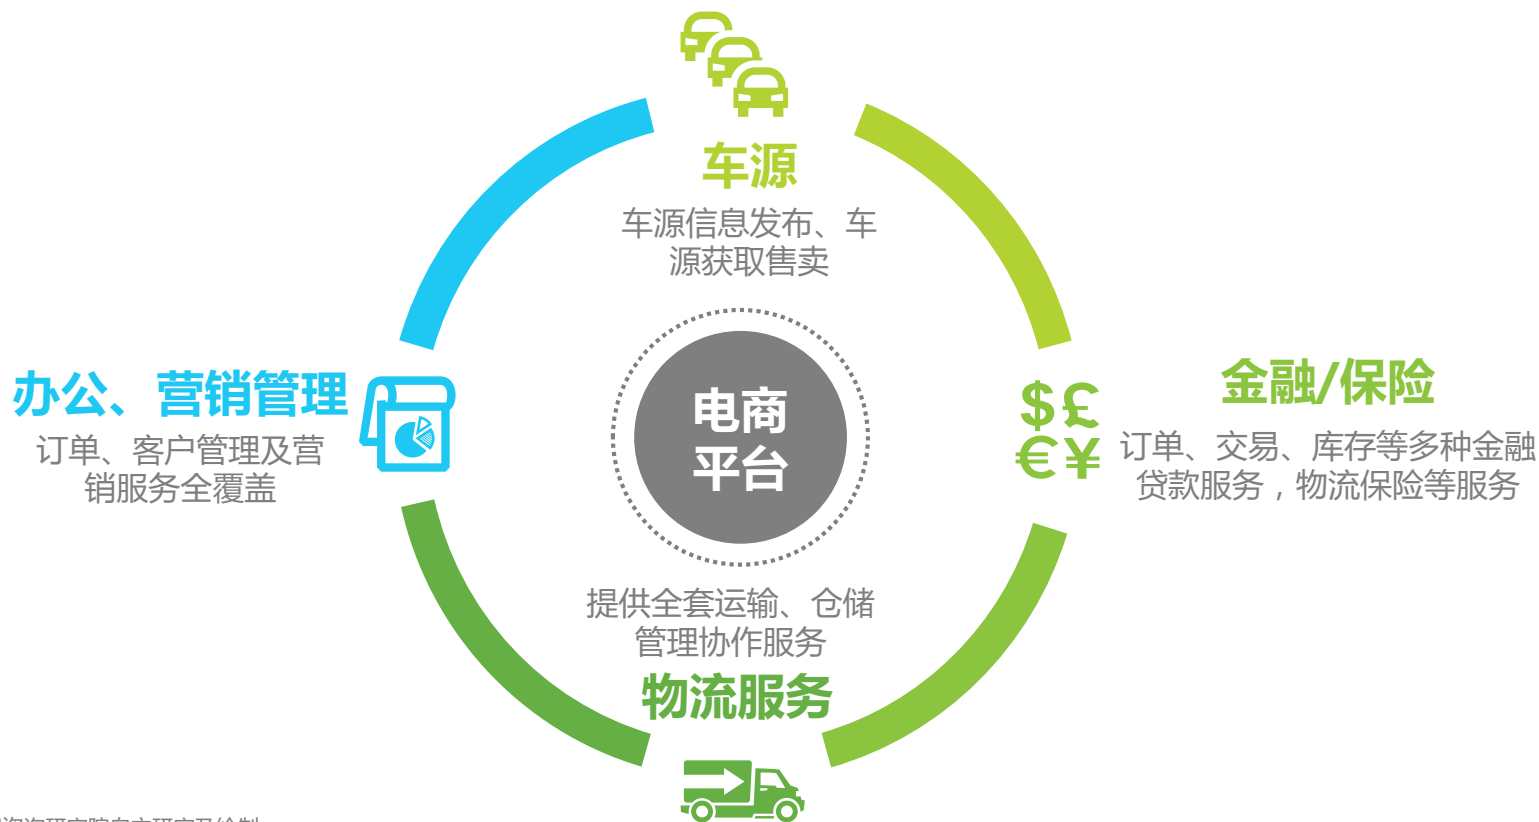 车源
车源信息发布、车
源获取售卖
办公、营销管理
订单、客户管理及营
销服务全覆盖
电商
平台
$£
€¥
金融/保险
订单、交易、库存等多种金融
贷款服务，物流保险等服务
提供全套运输、仓储
管理协作服务
物流服务